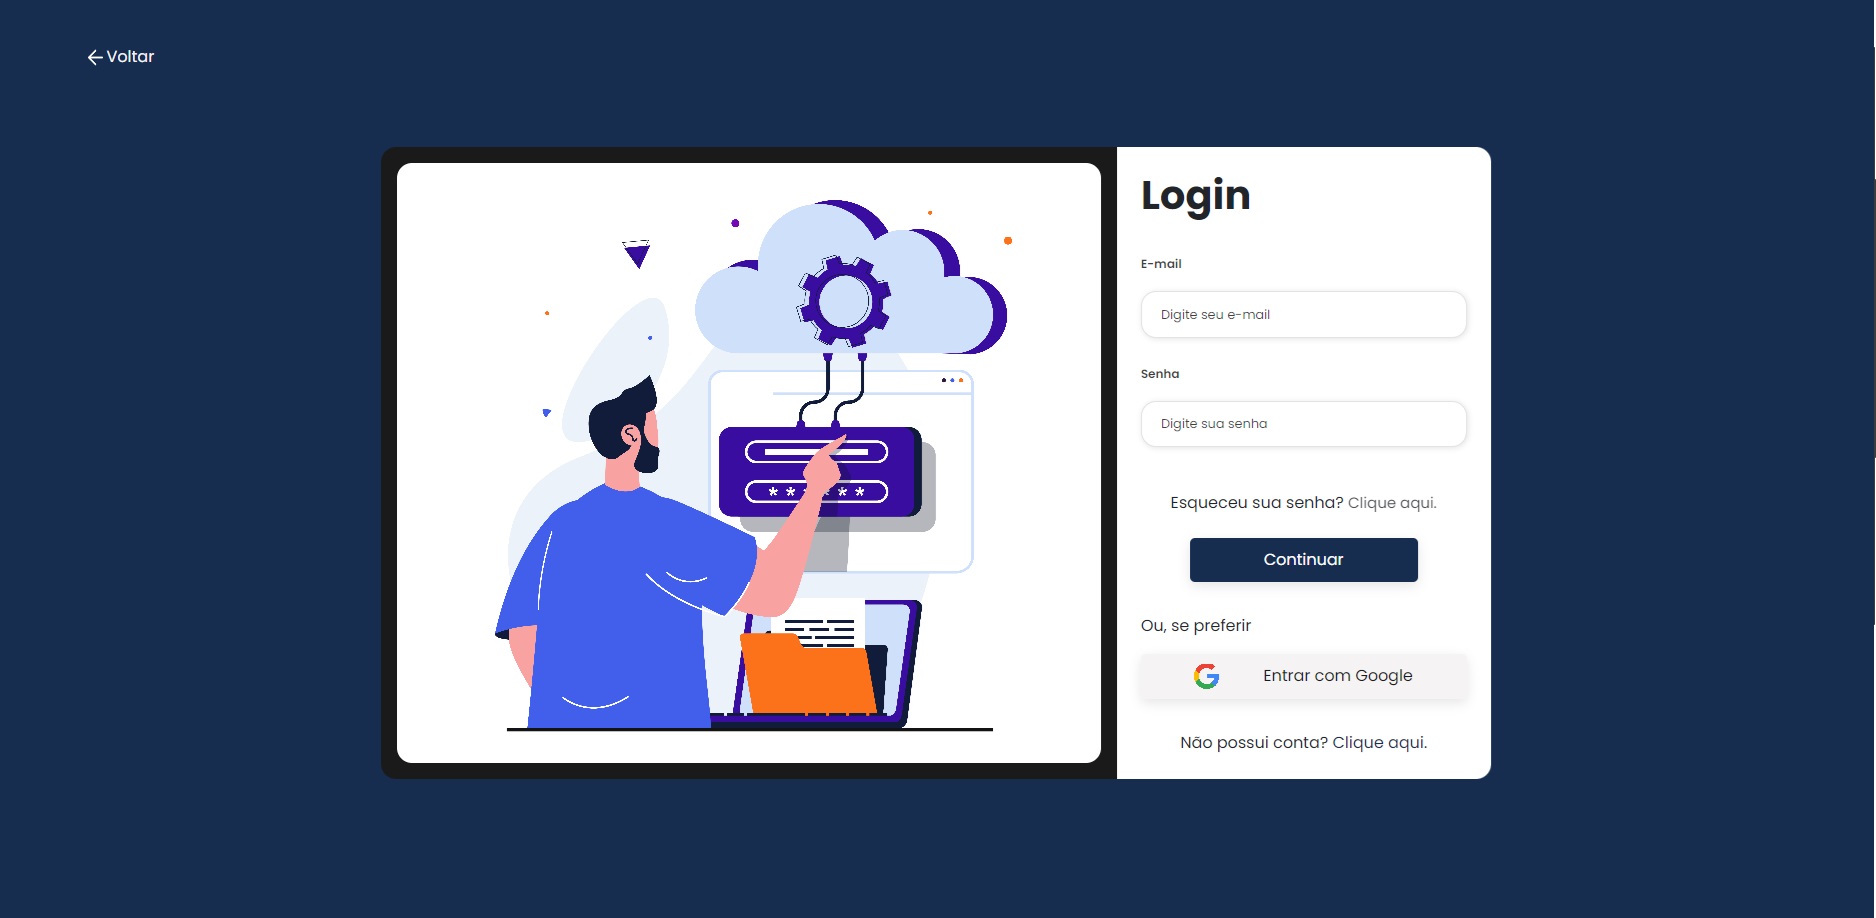 Voltar
Login
E-mail
Digite seu e-mail
Senha
Digite sua senha
Esqueceu sua senha? Clique aqui.
Continuar
Ou, se preferir
Entrar com Google
Não possui conta? Clique aqui.